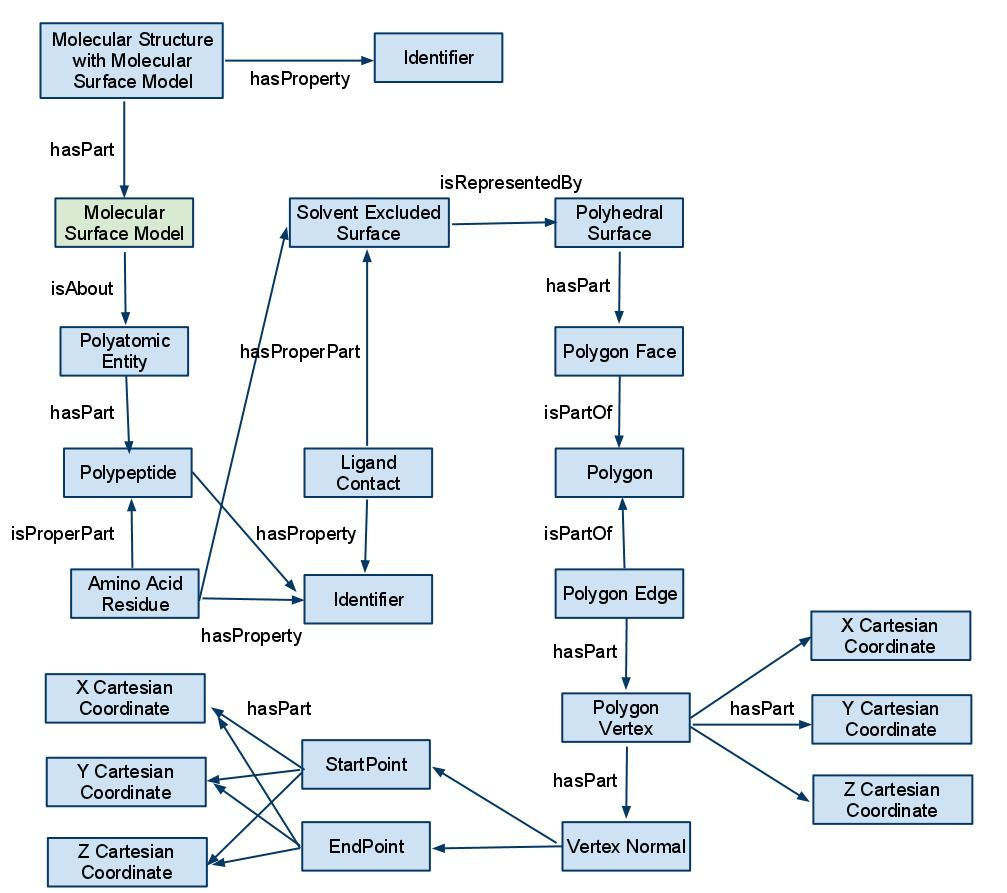 Molecular Structure
with Molecular
Surface Model
Identifier
hasProperty
hasPart
isRepresentedBy
Molecular
Surface Model
Solvent Excluded
Surface
Polyhedral
Surface
isAbout
hasPart
Polyatomic
Entity
hasProperPart
Polygon Face
hasPart
isPartOf
Polypeptide
Ligand
Contact
Polygon
isProperPart
hasProperty
isPartOf
Amino Acid
Residue
Identifier
Polygon Edge
hasProperty
hasPart
X Cartesian
Coordinate
X Cartesian
Coordinate
hasPart
Polygon
Vertex
hasPart
Y Cartesian
Coordinate
Y Cartesian
Coordinate
StartPoint
hasPart
Z Cartesian
Coordinate
Z Cartesian
Coordinate
EndPoint
Vertex Normal